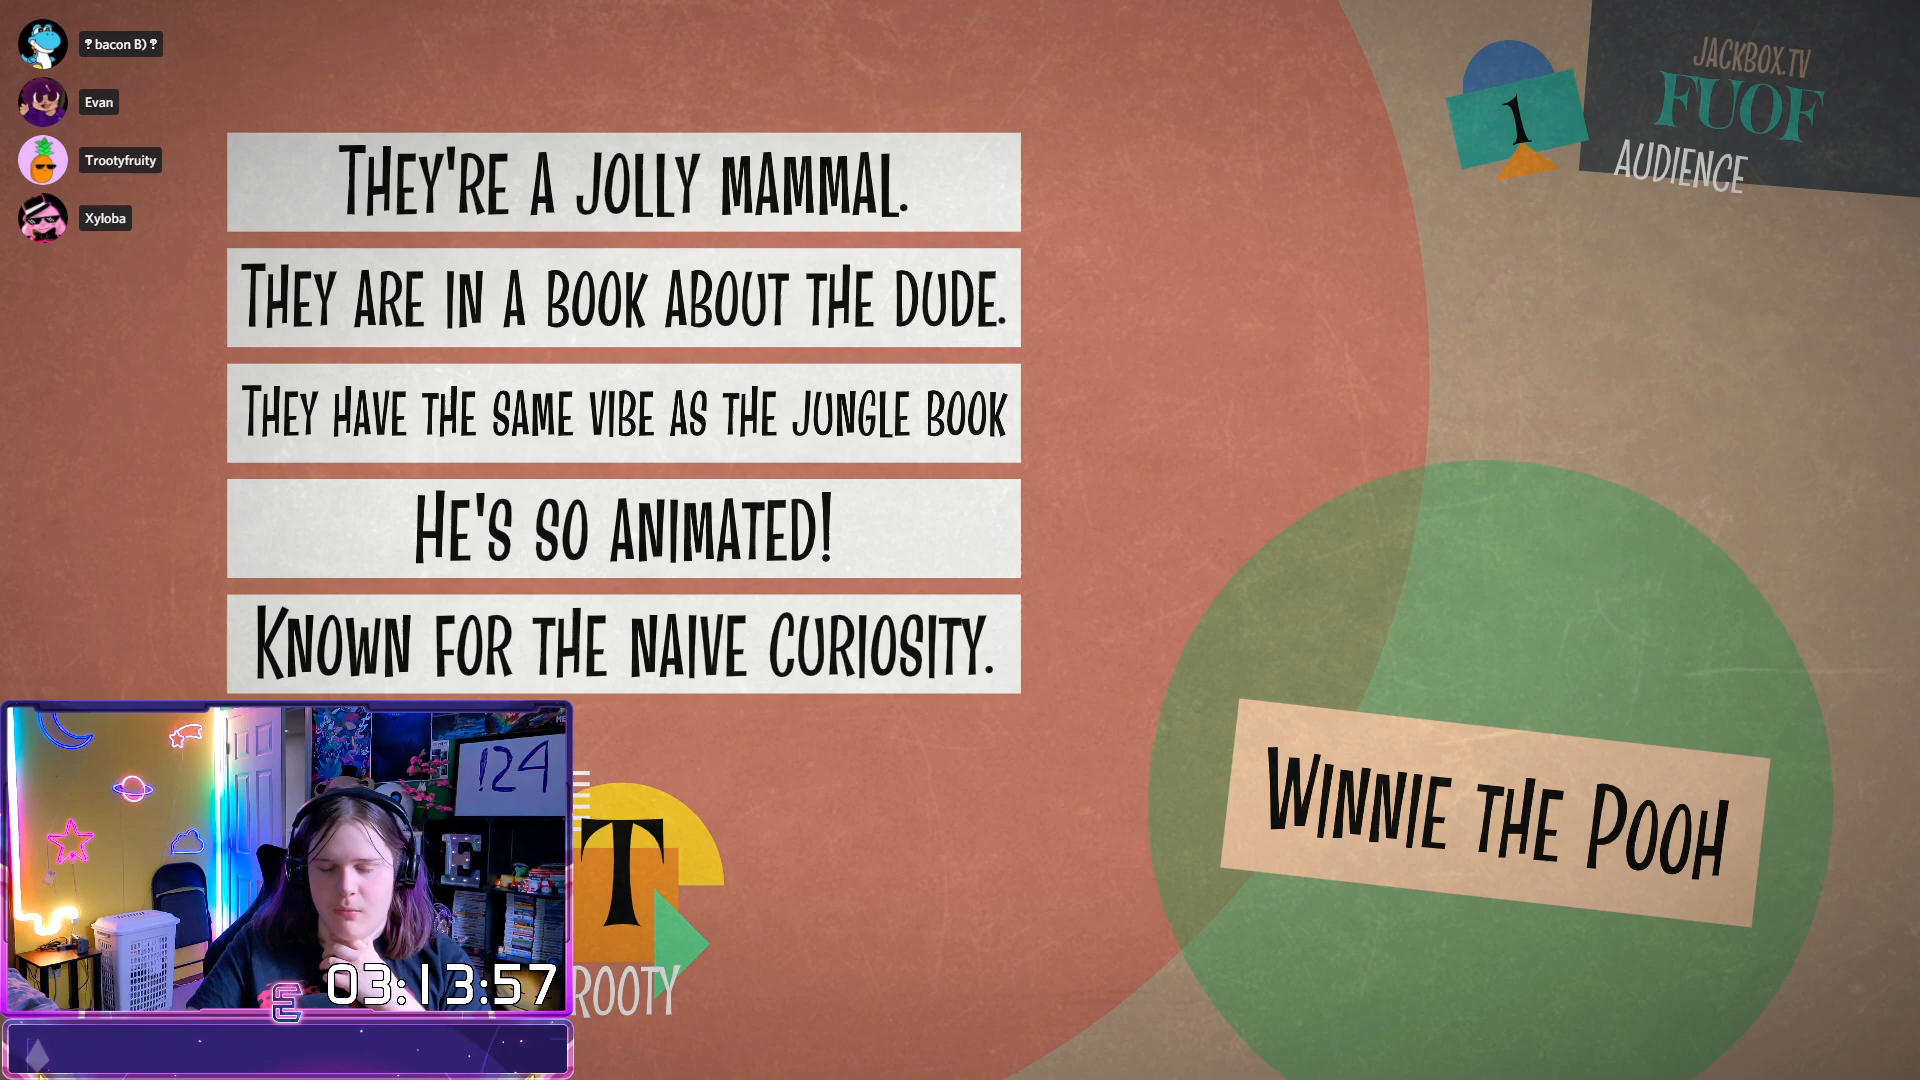 ? bacon B) ?
Evan
Trootyfruity
Xyloba
THEY'RE A JOLLY MAMMAL.
THEY ARE IN A BOOK ABOUT THE DUDE.
THEY HAVE THE SAME VIBE AS THE JUNGLE BOOK
HE'S SO ANIMATED!
KNOWN FOR THE NAIVE CURIOSITY.
JACKBOX.TV
FUOF
1
AUDIENCE
WINNIE THE POOH
!24
E
T
ROOTY
03:13:57
E